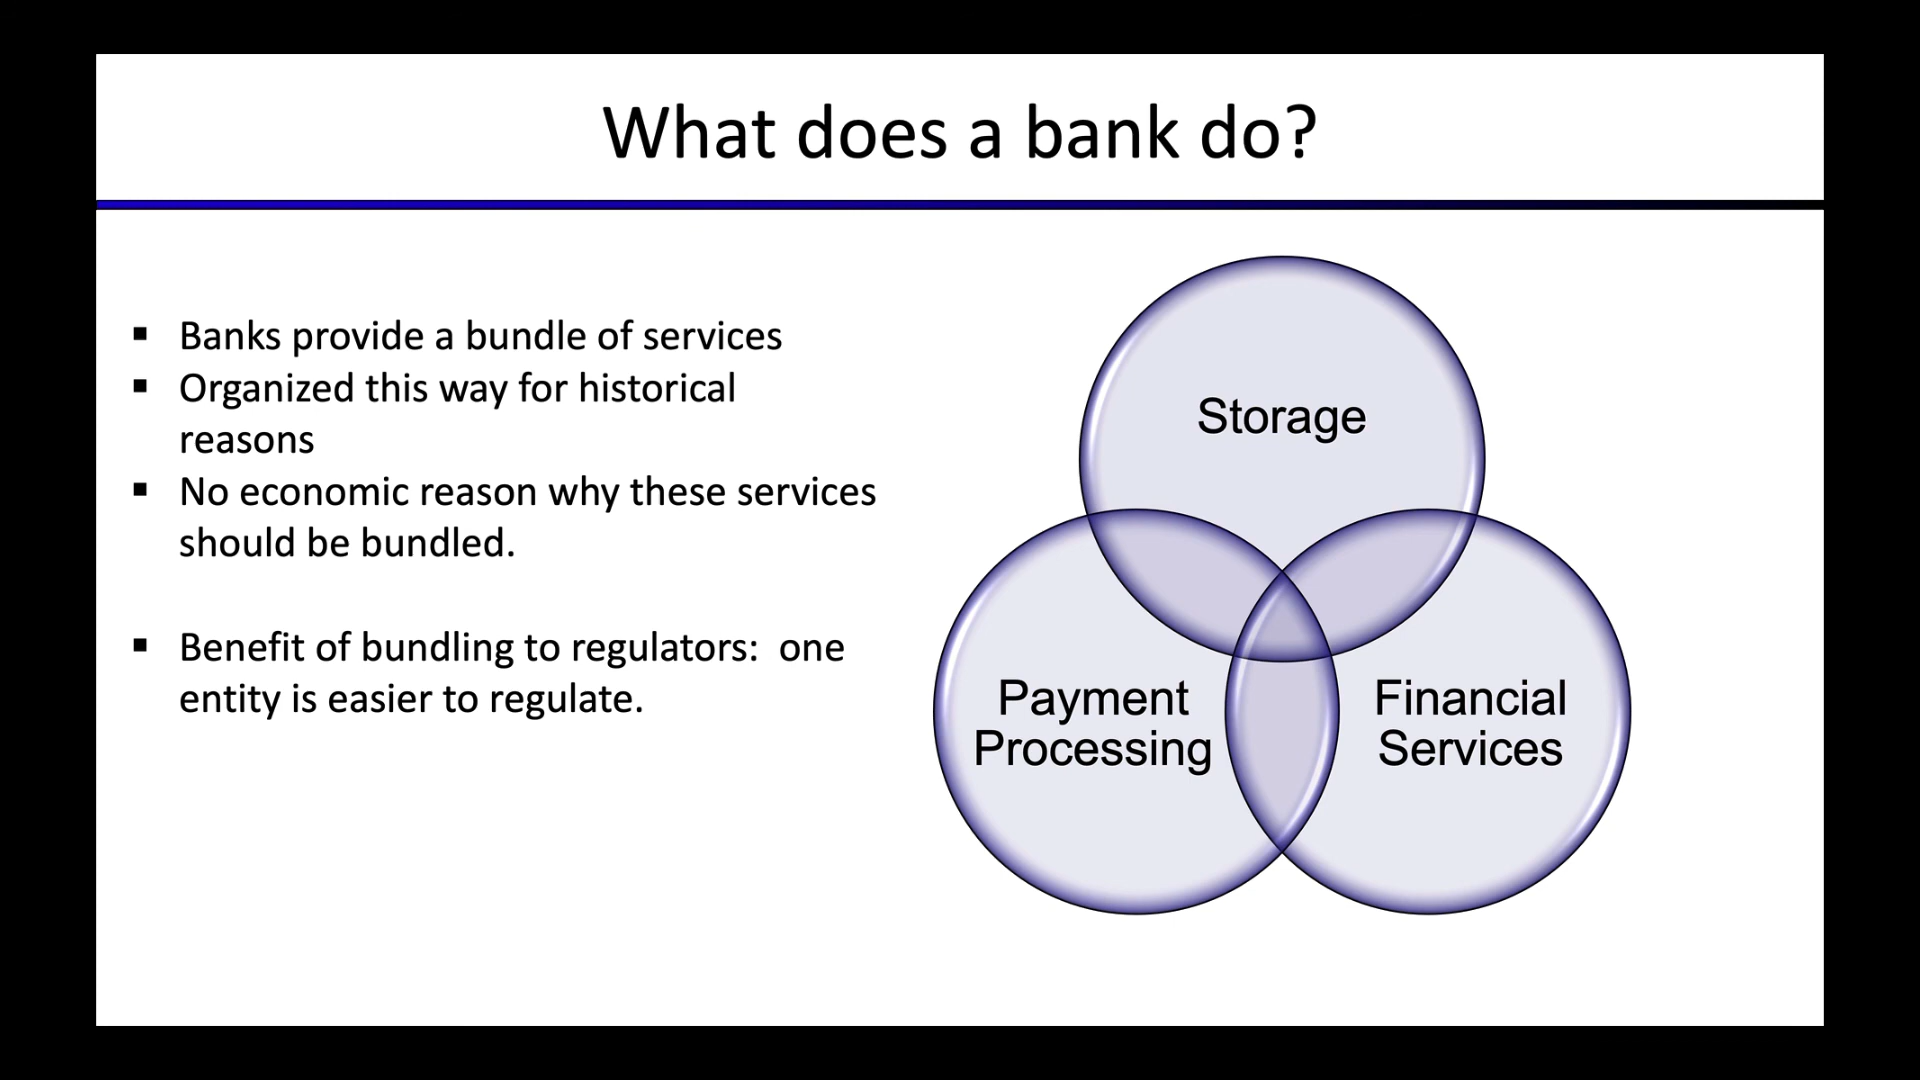 What does a bank do?
▪ Banks provide a bundle of services
▪ Organized this way for historical
reasons
▪ No economic reason why these services
should be bundled.
▪ Benefit of bundling to regulators:  one
entity is easier to regulate.
Storage
Payment
Processing
Financial
Services